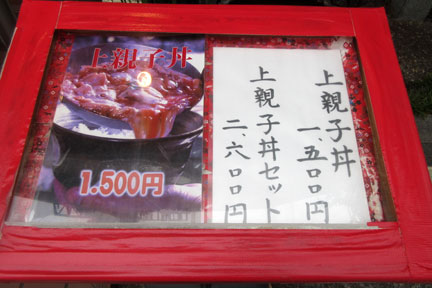 上親子丼
1.500円
上親子丼
一、五〇〇円
上親子丼セット
二、六〇〇円